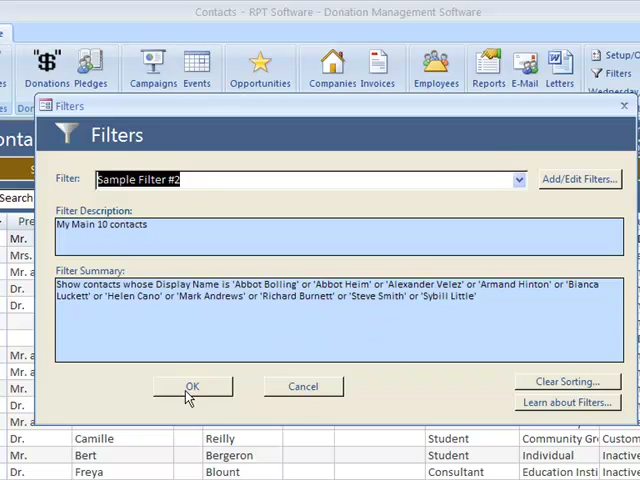 Contacts - RPT Software - Donation Management Software
e
"$"
Donations Pledges
Campaigns Events
Opportunities
Companies Invoices
Employees
Reports E-Mail Letters
Setup/O
Filters
Wednesday
Filters
Filters
Filter: Sample Filter #2
Add/Edit Filters...
Filter Description:
My Main 10 contacts
Filter Summary:
Show contacts whose Display Name is 'Abbot Bolling' or 'Abbot Heim' or 'Alexander Velez' or 'Armand Hinton' or 'Bianca
Luckett' or 'Helen Cano' or 'Mark Andrews' or 'Richard Burnett' or 'Steve Smith' or 'Sybill Little'
OK
Cancel
Clear Sorting...
Learn about Filters...
onta
S
Search
Pre
Mr.
Mrs.
Mr. a
Dr.
Dr.
Mr. a
Mr. a
Dr.
Mr. a
Mr. a
Dr. Camille Reilly Student Community Gro Custom
Mr. Bert Bergeron Student Individual Inactive
Dr. Freya Blount Consultant Education Insti Inactive